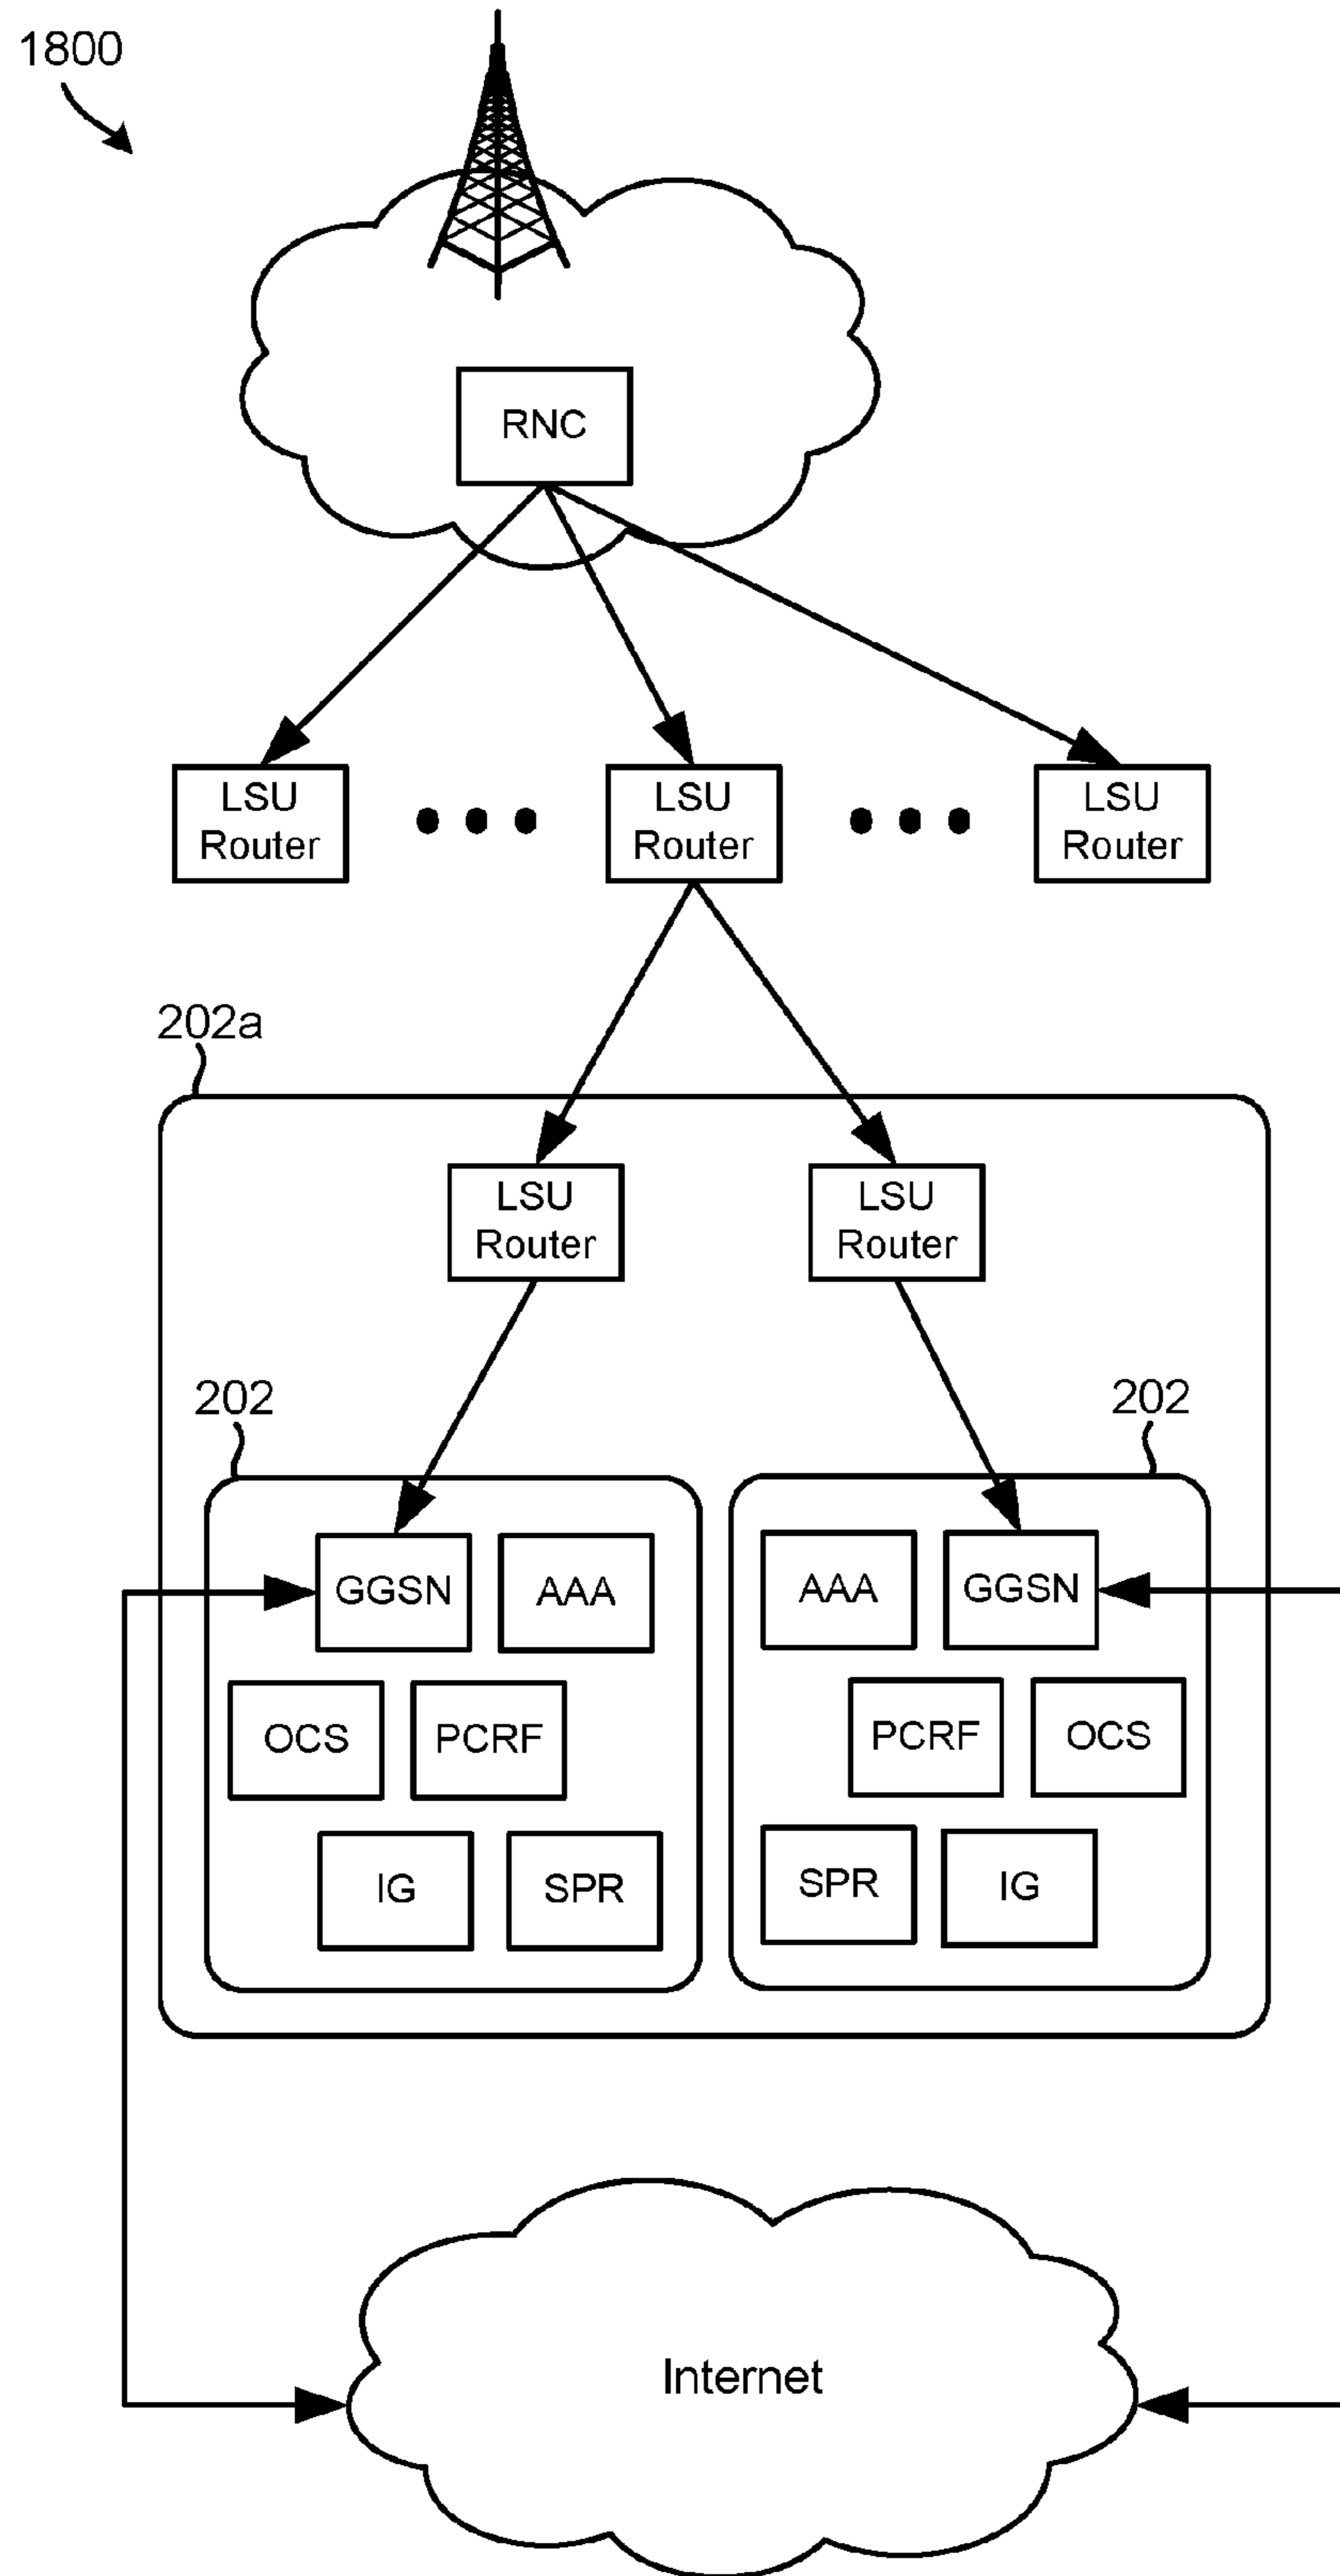 1800
RNC
LSU
Router
LSU
Router
LSU
Router
202a
LSU
Router
LSU
Router
202
202
GGSN
AAA
AAA
GGSN
OCS
PCRF
PCRF
OCS
IG
SPR
SPR
IG
Internet